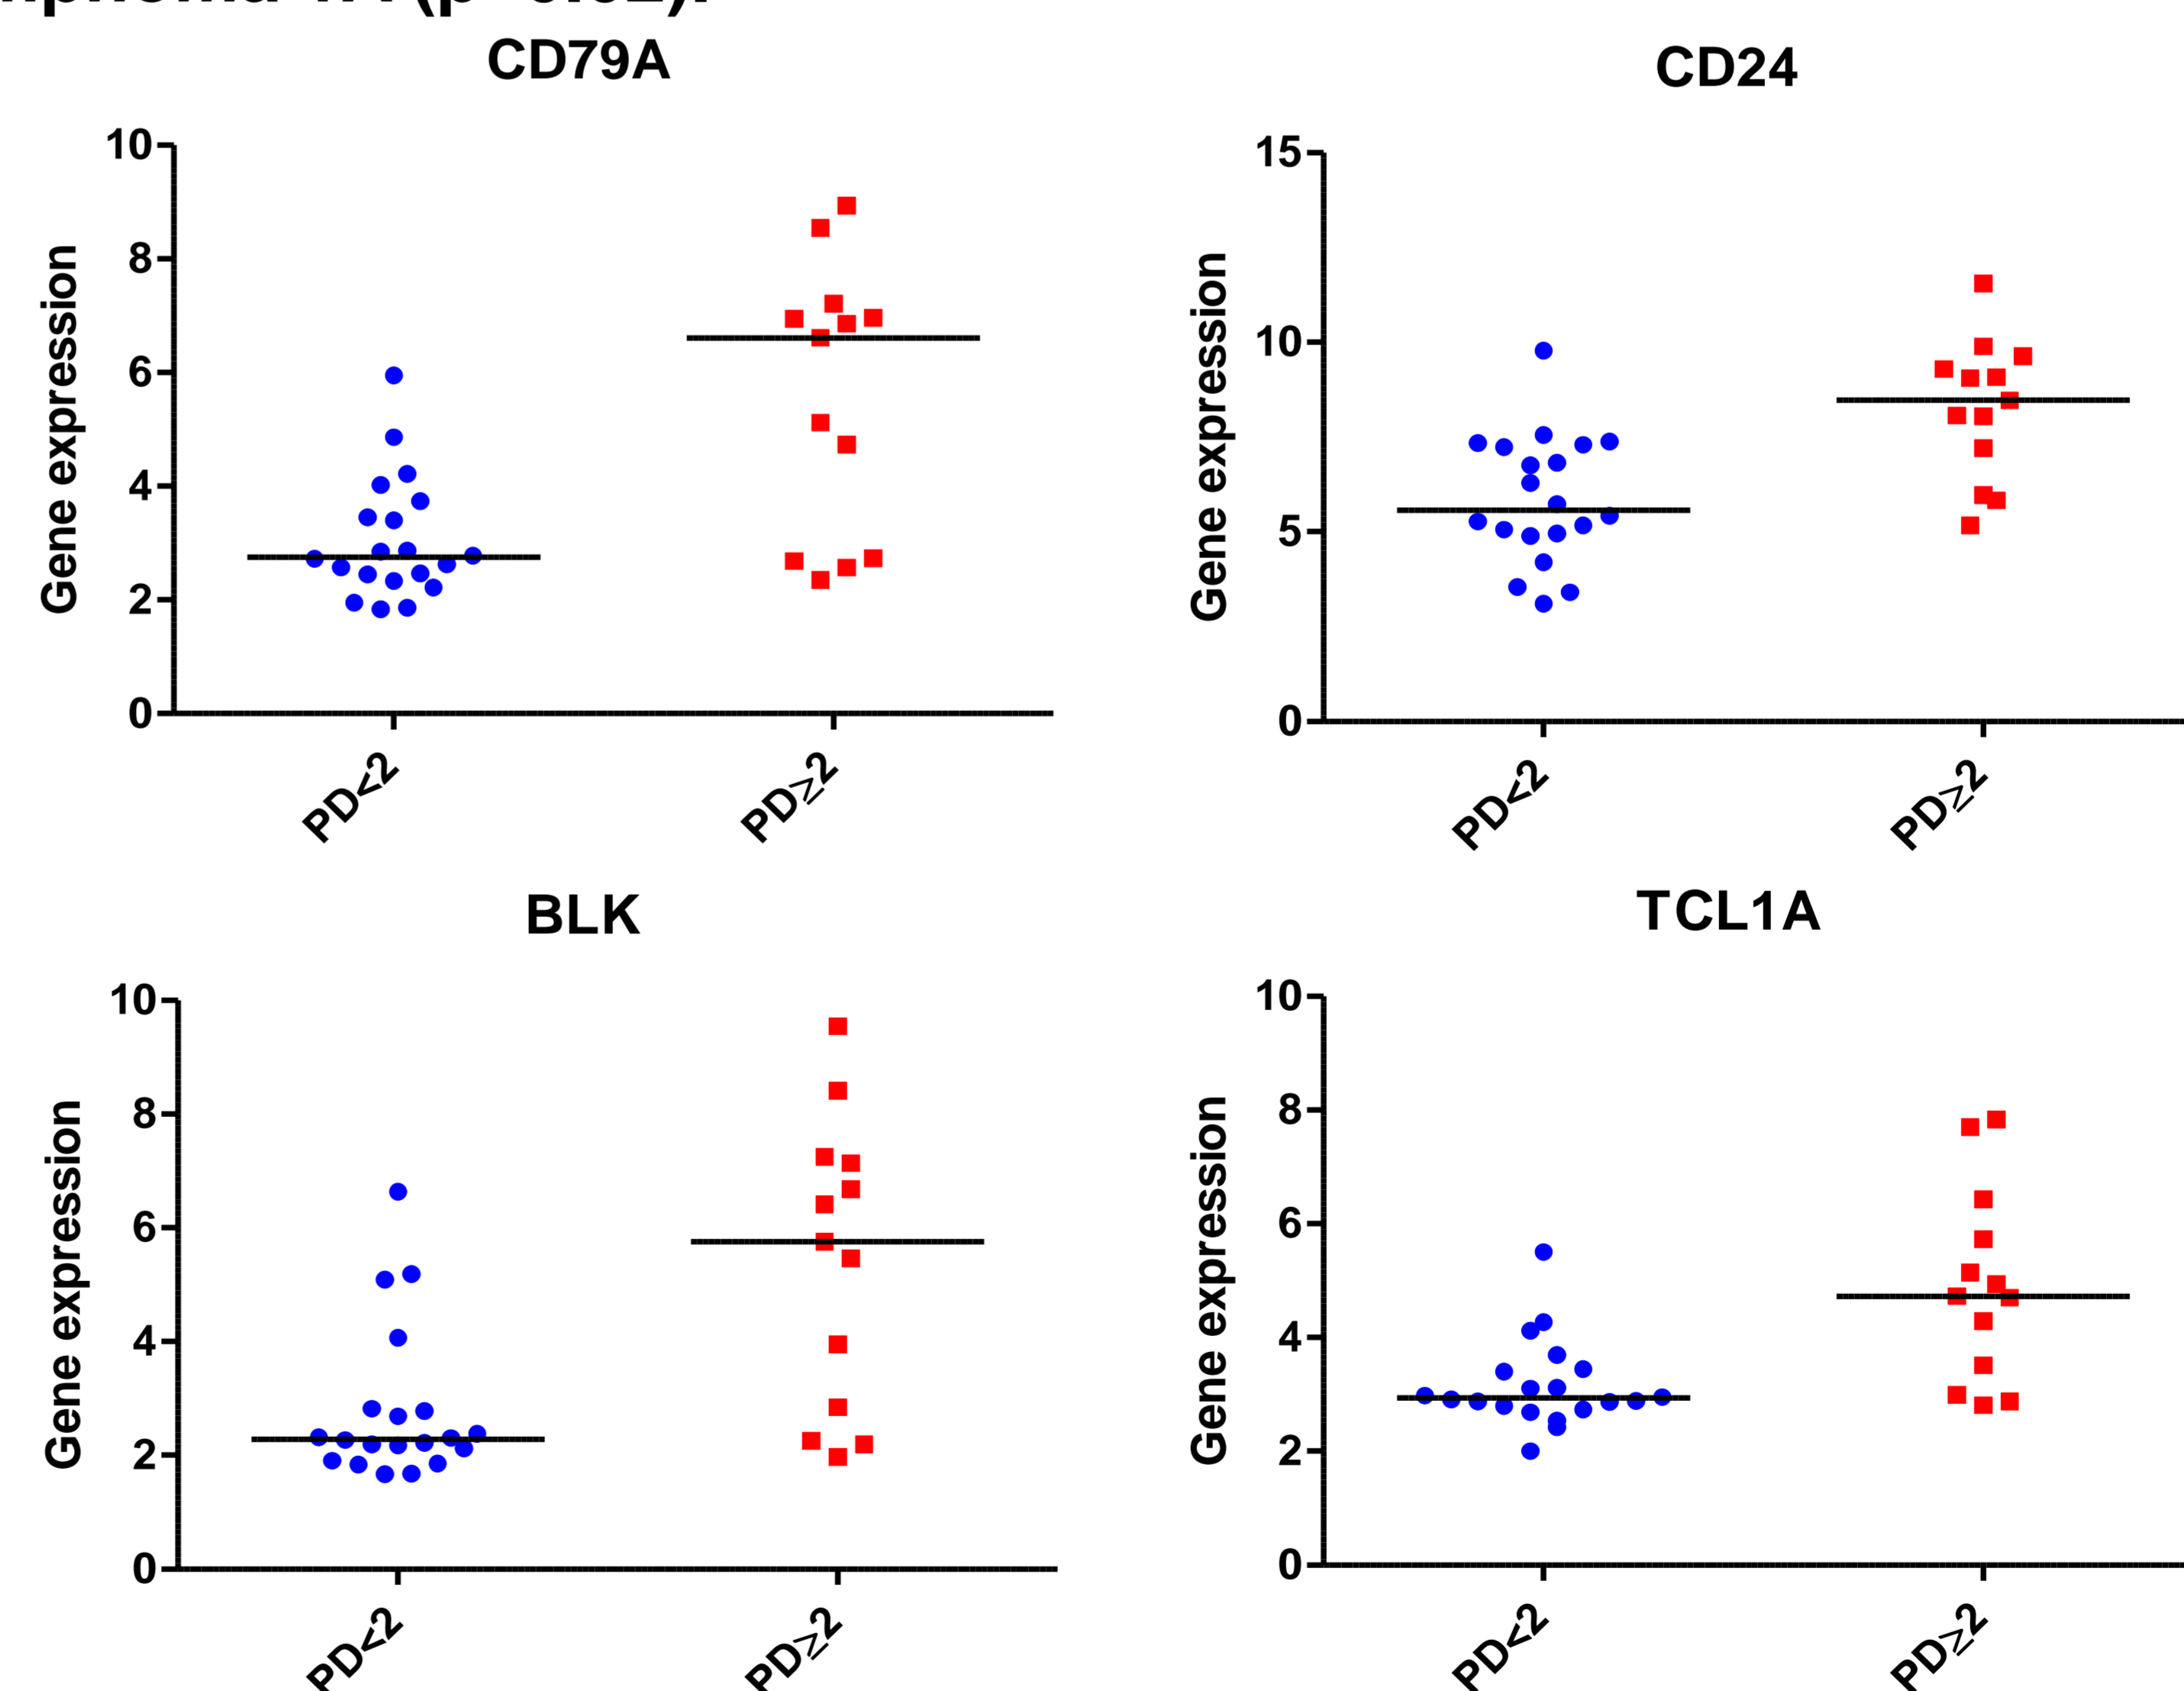 (p=0.02).
CD79A
Gene expression
10
8
6
4
2
0
PD<2
PD≥2
CD24
Gene expression
15
10
5
0
PD<2
PD≥2
BLK
Gene expression
10
8
6
4
2
0
PD<2
PD≥2
TCL1A
Gene expression
10
8
6
4
2
0
PD<2
PD≥2